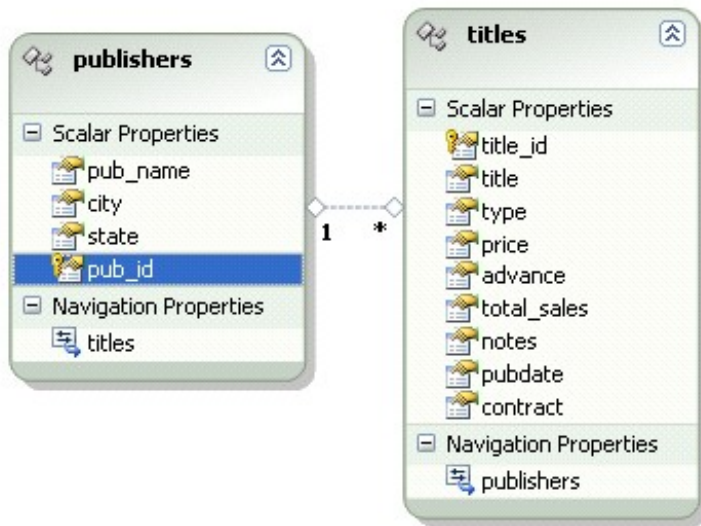 publishers
Scalar Properties
pub_name
city
state
pub_id
Navigation Properties
titles
1 *
titles
Scalar Properties
title_id
title
type
price
advance
total_sales
notes
pubdate
contract
Navigation Properties
publishers